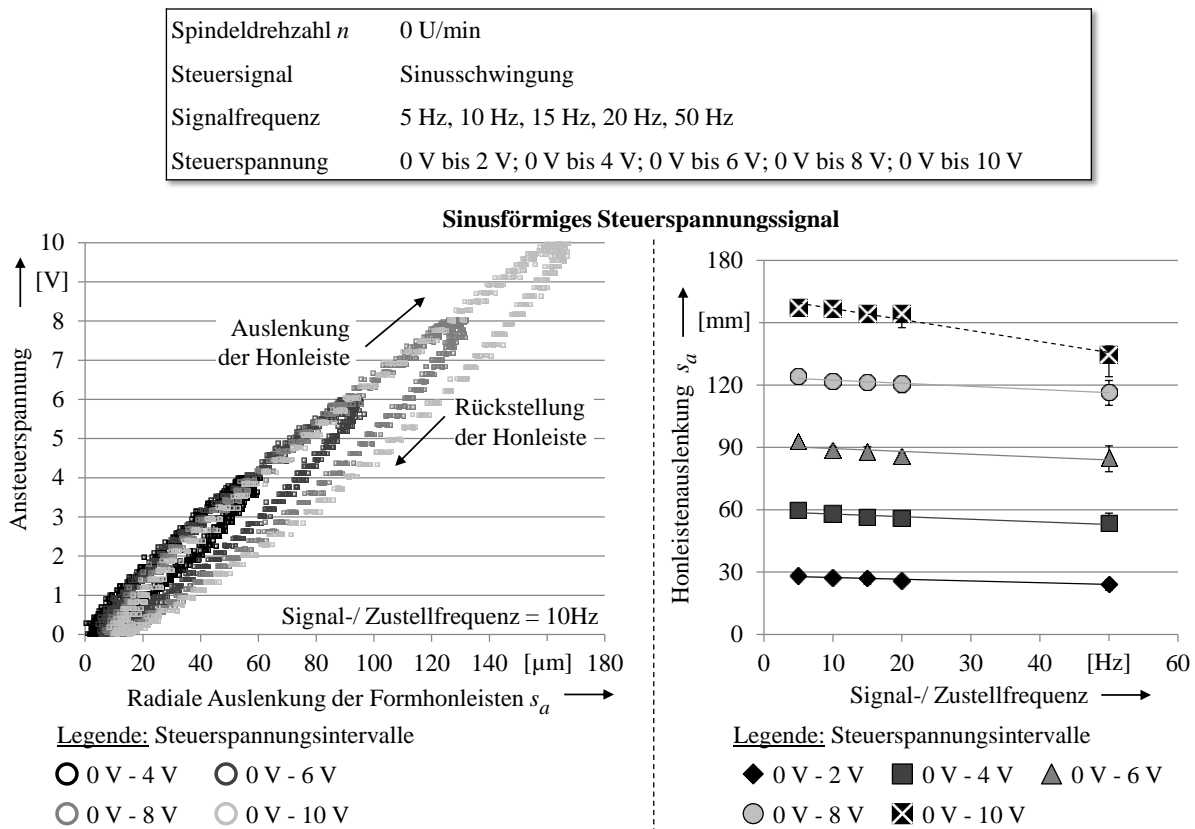 Spindeldrehzahl n 0 U/min
Steuersignal Sinusschwingung
Signalfrequenz 5 Hz, 10 Hz, 15 Hz, 20 Hz, 50 Hz
Steuerspannung 0 V bis 2 V; 0 V bis 4 V; 0 V bis 6 V; 0 V bis 8 V; 0 V bis 10 V
Sinusförmiges Steuerspannungssignal
Ansteuerspannung
[V]
10
8
7
6
5
4
3
2
1
0
Auslenkung
der Honleiste
Rückstellung
der Honleiste
Signal-/ Zustellfrequenz = 10Hz
0 20 40 60 80 100 120 140 [µm] 180
Radiale Auslenkung der Formhonleisten sa
Legende: Steuerspannungsintervalle
0 V - 4 V 0 V - 6 V
0 V - 8 V 0 V - 10 V
Honleistenauslenkung sa
180
[mm]
120
90
60
30
0
0 10 20 30 40 [Hz] 60
Signal-/ Zustellfrequenz
Legende: Steuerspannungsintervalle
0 V - 2 V 0 V - 4 V 0 V - 6 V
0 V - 8 V 0 V - 10 V